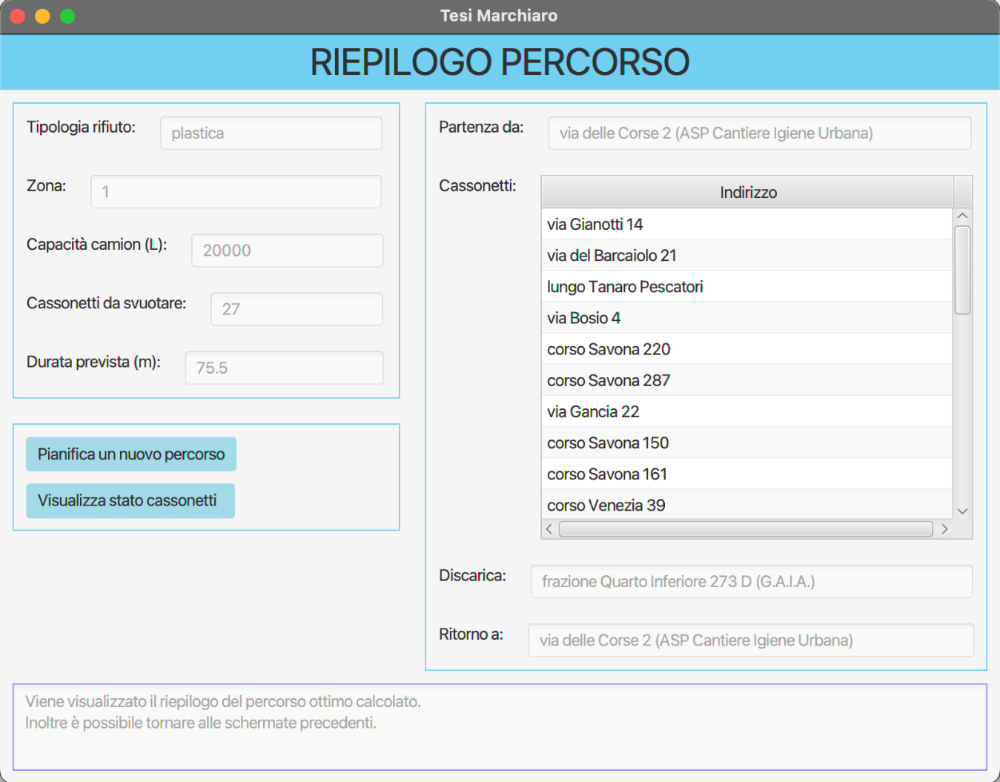 Tesi Marchiaro
RIEPILOGO PERCORSO
Tipologia rifiuto: plastica
Zona: 1
Capacità camion (L): 20000
Cassonetti da svuotare: 27
Durata prevista (m): 75.5
Pianifica un nuovo percorso
Visualizza stato cassonetti
Partenza da: via delle Corse 2 (ASP Cantiere Igiene Urbana)
Cassonetti:
Indirizzo
via Gianotti 14
via del Barcaiolo 21
lungo Tanaro Pescatori
via Bosio 4
corso Savona 220
corso Savona 287
via Gancia 22
corso Savona 150
corso Savona 161
corso Venezia 39
Discarica: frazione Quarto Inferiore 273 D (G.A.I.A.)
Ritorno a: via delle Corse 2 (ASP Cantiere Igiene Urbana)
Viene visualizzato il riepilogo del percorso ottimo calcolato.
Inoltre è possibile tornare alle schermate precedenti.